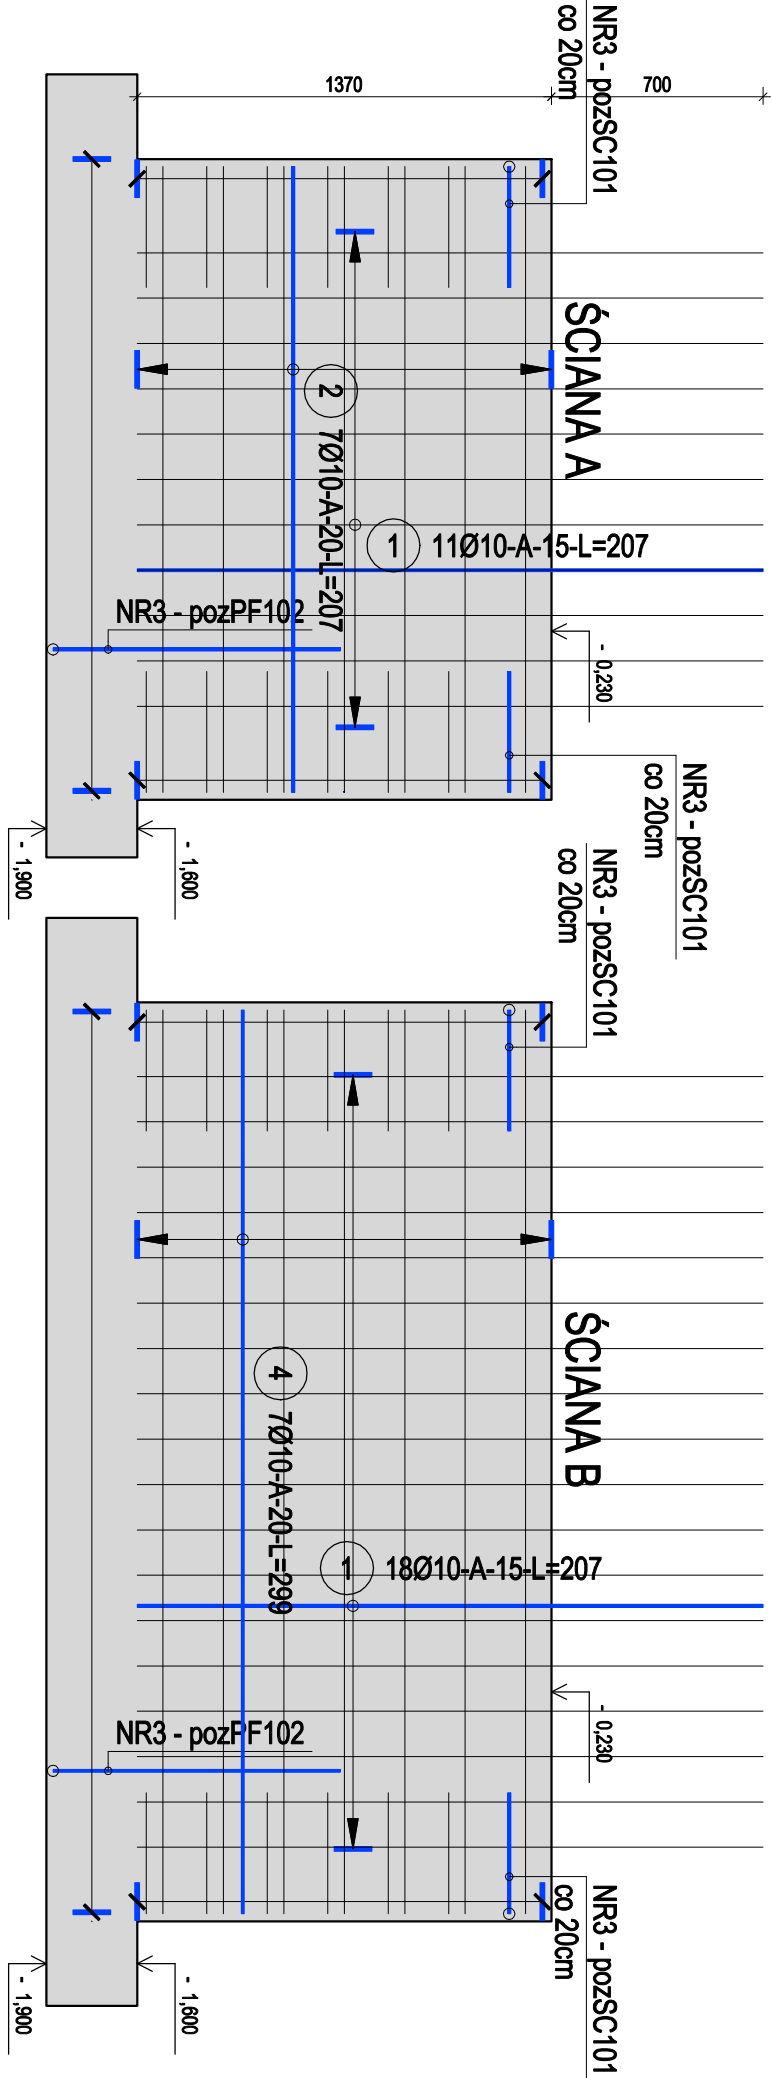 NR3 - pozSC101
co 20cm
1370
700
ŚCIANA A
2
7Ø10-A-20-L=207
1
11Ø10-A-15-L=207
NR3 - pozPF102
- 0,230
NR3 - pozSC101
co 20cm
- 1,900
- 1,600
NR3 - pozSC101
co 20cm
ŚCIANA B
4
7Ø10-A-20-L=299
1
18Ø10-A-15-L=207
NR3 - pozPF102
- 0,230
NR3 - pozSC101
co 20cm
- 1,900
- 1,600